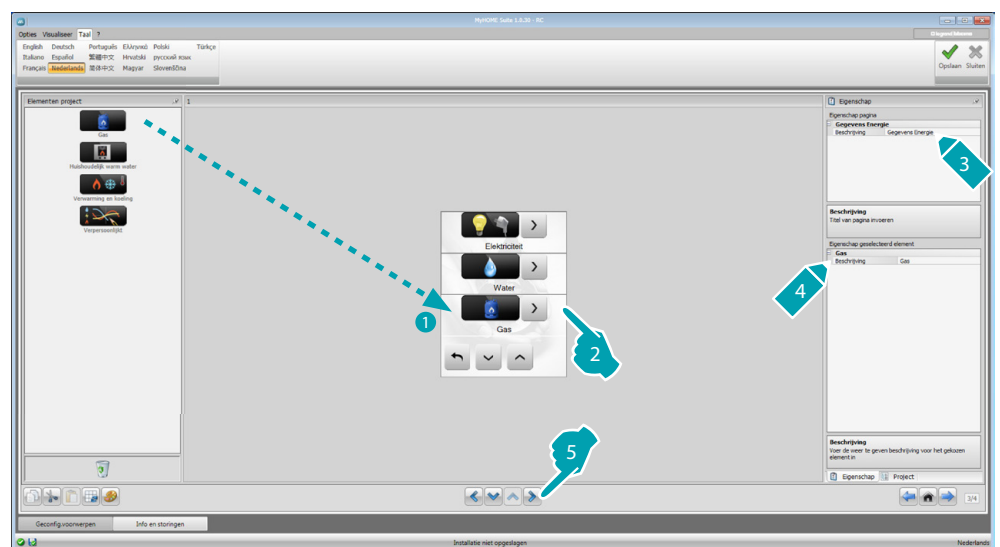 MyHOME Suite 1.0.30 - RC
Opties Visualiseer Taal ?
English Deutsch Português Ελληνικά Polski Türkçe
Italiano Español 繁體中文 Hrvatski русский язык
Français Nederlands 简体中文 Magyar Slovenščina
Opslaan Sluiten
Elementen project
1
Eigenschap
Gas
Huishoudelijk warm water
Verwarming en koeling
Verpersoonlijkt
Eigenschap pagina
Gegevens Energie
Beschrijving Gegevens Energie
3
Beschrijving
Titel van pagina invoeren
Eigenschap geselecteerd element
Gas
Beschrijving Gas
4
Elektriciteit
Water
Gas
1
2
5
Beschrijving
Voer de weer te geven beschrijving voor het gekozen
element in
Eigenschap Project
3/4
Geconfig.voorwerpen Info en storingen
Installatie niet opgeslagen
Nederlands